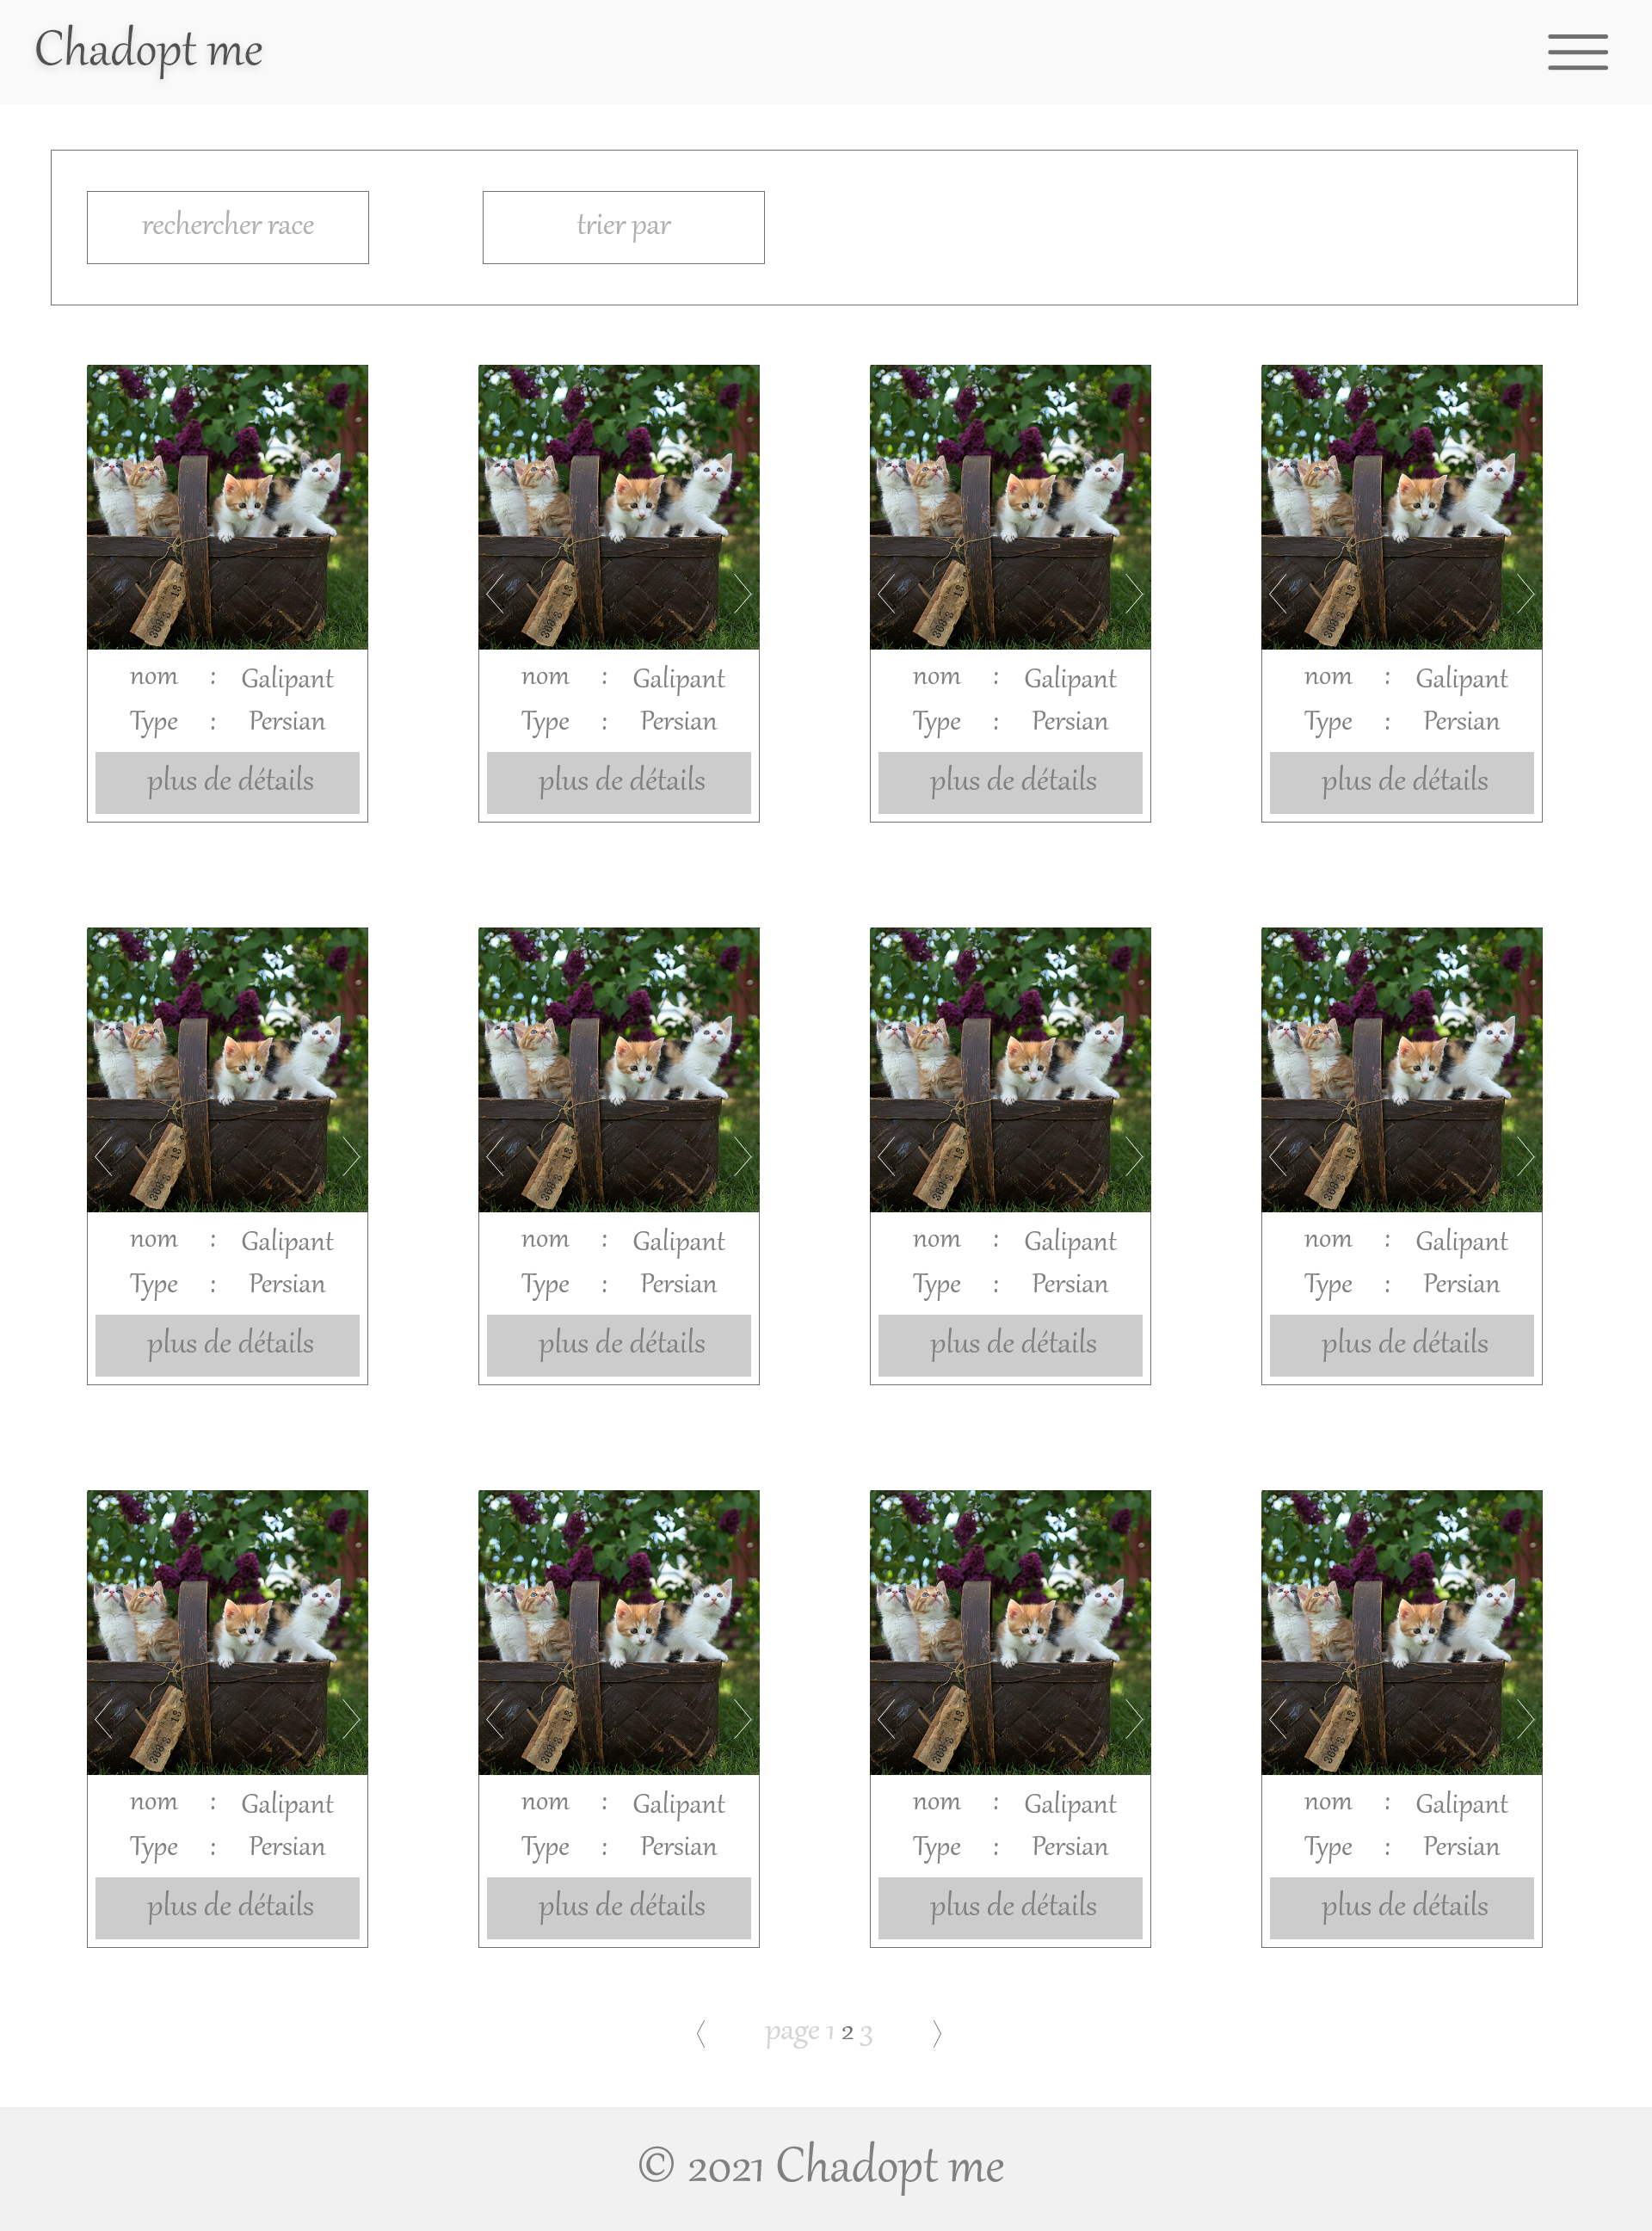 Chadopt me
rechercher race
trier par
nom : Galipant
Type : Persian
plus de détails
nom : Galipant
Type : Persian
plus de détails
nom : Galipant
Type : Persian
plus de détails
nom : Galipant
Type : Persian
plus de détails
nom : Galipant
Type : Persian
plus de détails
nom : Galipant
Type : Persian
plus de détails
nom : Galipant
Type : Persian
plus de détails
nom : Galipant
Type : Persian
plus de détails
nom : Galipant
Type : Persian
plus de détails
nom : Galipant
Type : Persian
plus de détails
nom : Galipant
Type : Persian
plus de détails
nom : Galipant
Type : Persian
plus de détails
page 1 2 3
© 2021 Chadopt me